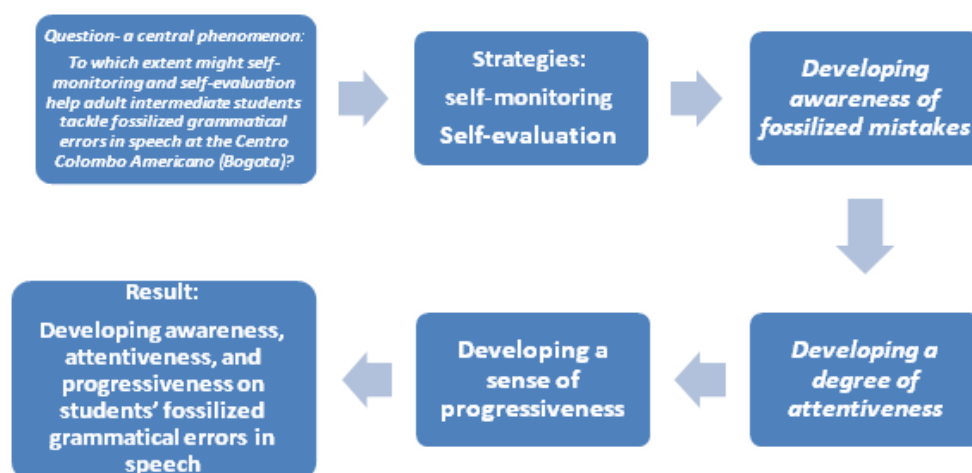 Question- a central phenomenon:
To which extent might self-
monitoring and self-evaluation
help adult intermediate students
tackle fossilized grammatical
errors in speech at the Centro
Colombo Americano (Bogota)?
Strategies:
self-monitoring
Self-evaluation
Developing
awareness of
fossilized mistakes
Developing a
degree of
attentiveness
Developing a
sense of
progressiveness
Result:
Developing awareness,
attentiveness, and
progressiveness on
students’ fossilized
grammatical errors in
speech